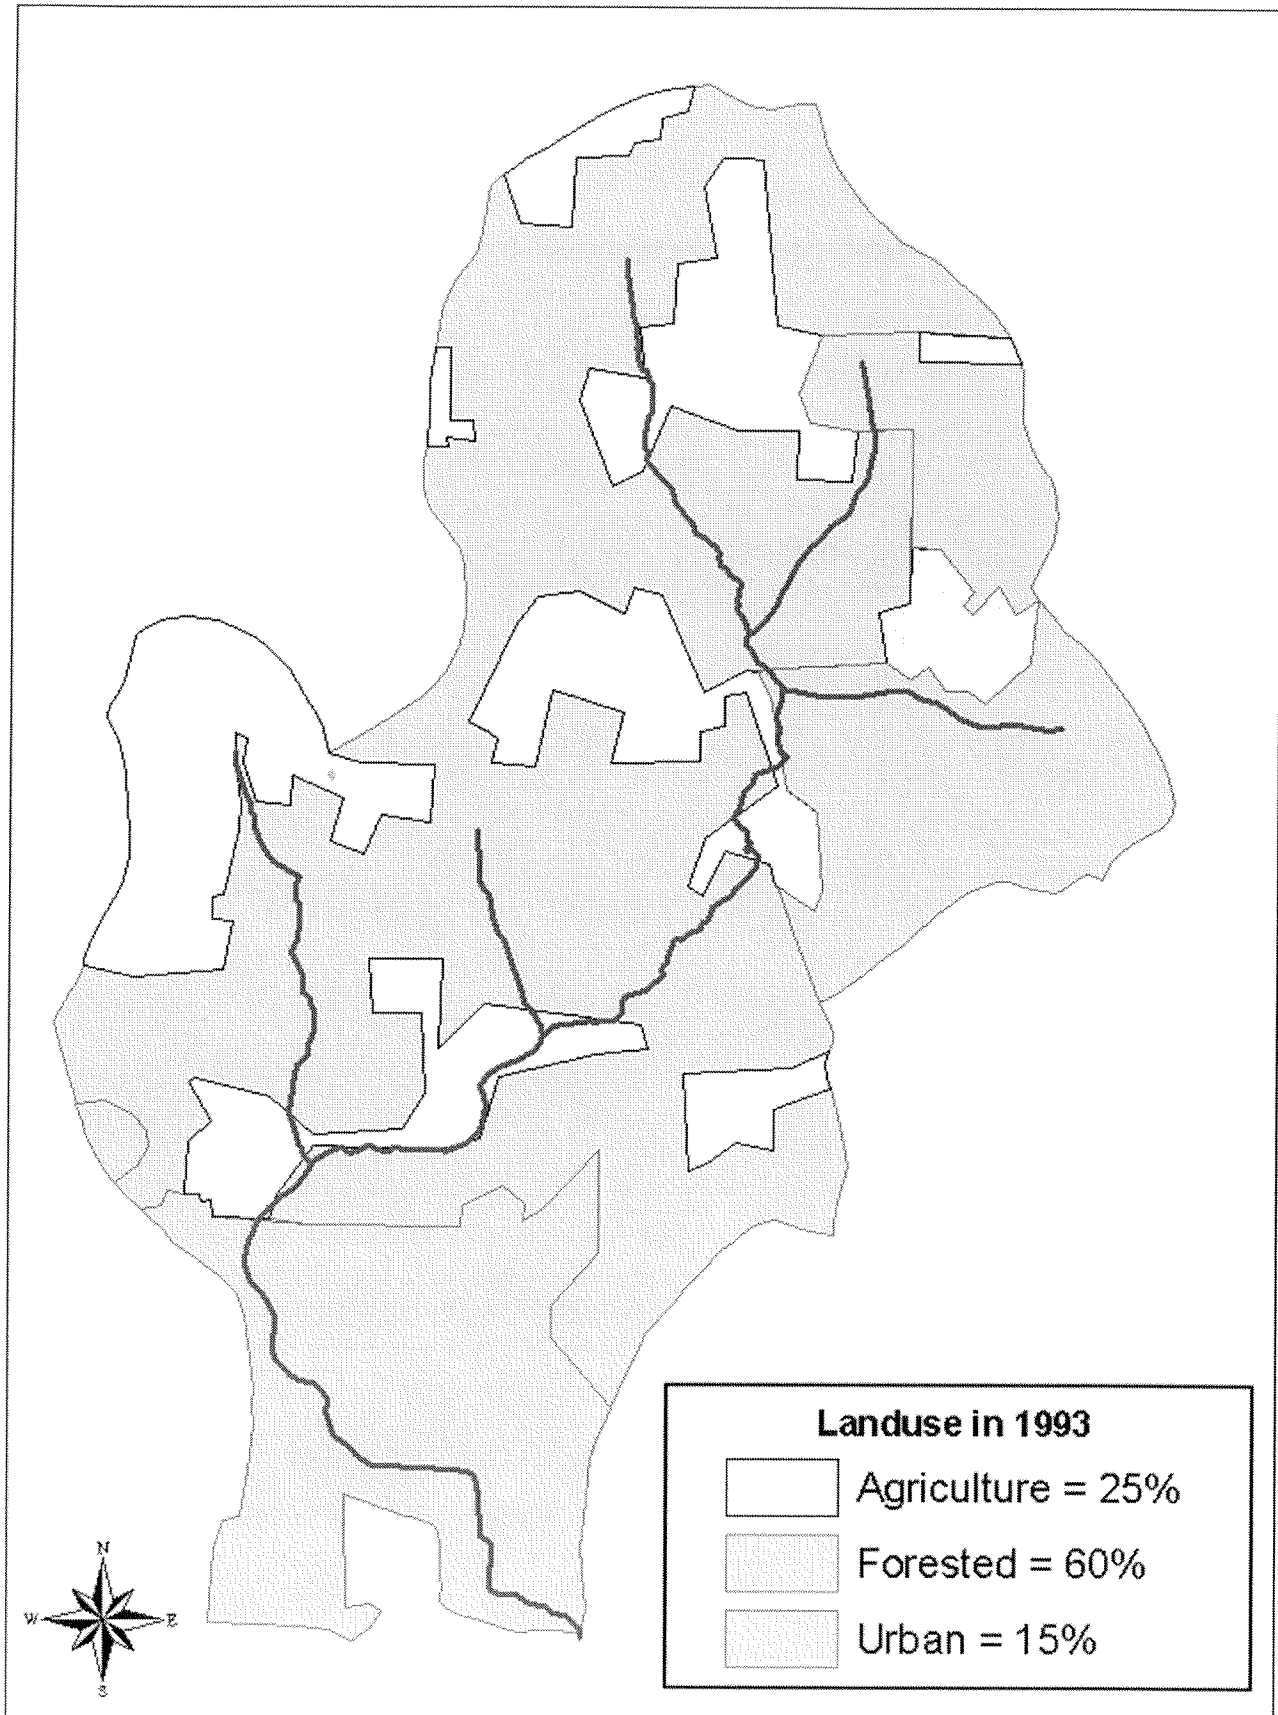 Landuse in 1993
Agriculture = 25%
Forested = 60%
Urban = 15%
N
W E
S